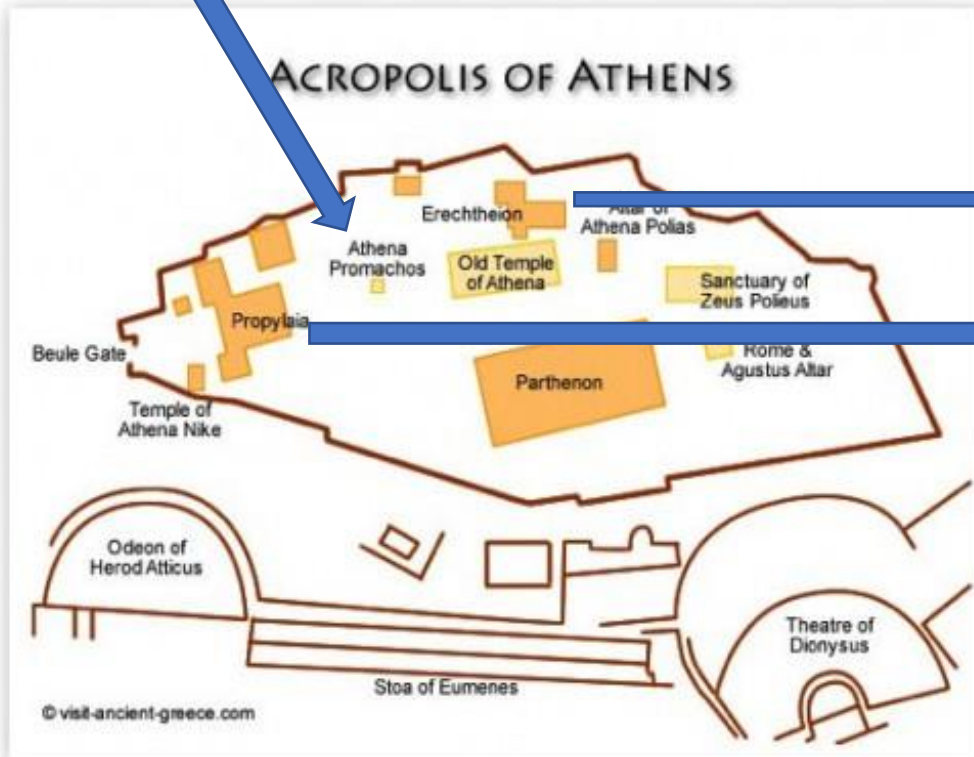 ACROPOLIS OF ATHENS
Erechtheion
Altar of
Athena Polias
Athena
Promachos
Old Temple
of Athena
Sanctuary of
Zeus Polieus
Propylaia
Beule Gate
Rome &
Agustus Altar
Parthenon
Temple of
Athena Nike
Odeon of
Herod Atticus
Theatre of
Dionysus
Stoa of Eumenes
© visit-ancient-greece.com